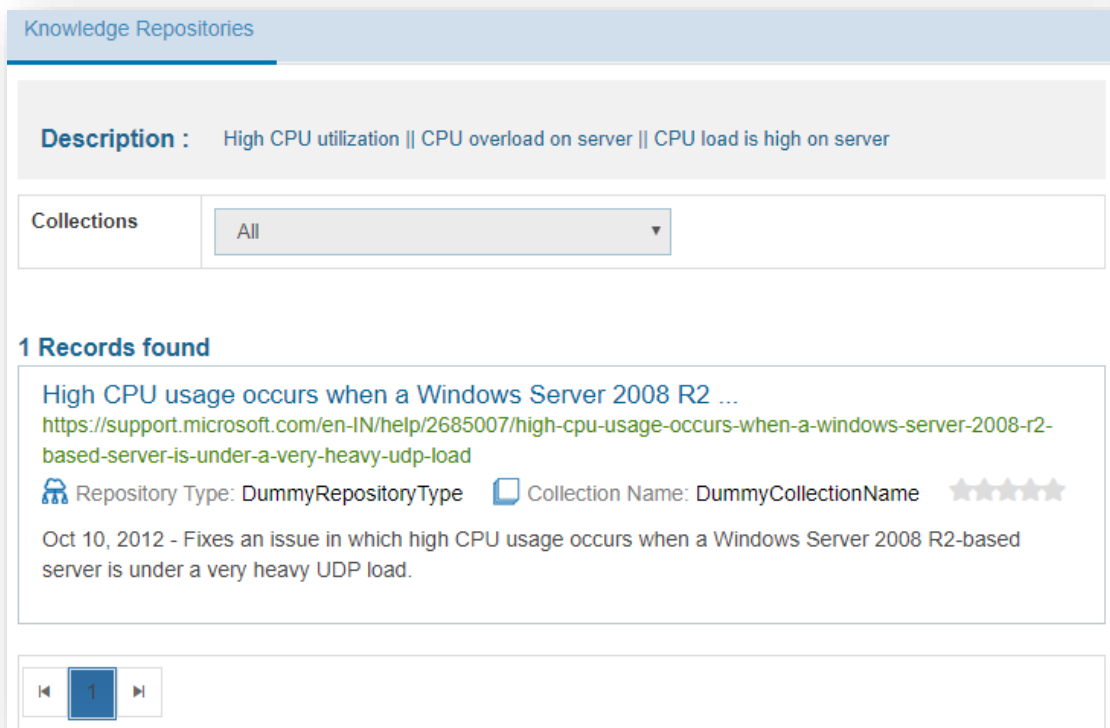 Knowledge Repositories
Description : High CPU utilization || CPU overload on server || CPU load is high on server
Collections All
1 Records found
High CPU usage occurs when a Windows Server 2008 R2 ...
https://support.microsoft.com/en-IN/help/2685007/high-cpu-usage-occurs-when-a-windows-server-2008-r2-
based-server-is-under-a-very-heavy-udp-load
Repository Type: DummyRepositoryType Collection Name: DummyCollectionName
Oct 10, 2012 - Fixes an issue in which high CPU usage occurs when a Windows Server 2008 R2-based
server is under a very heavy UDP load.
1